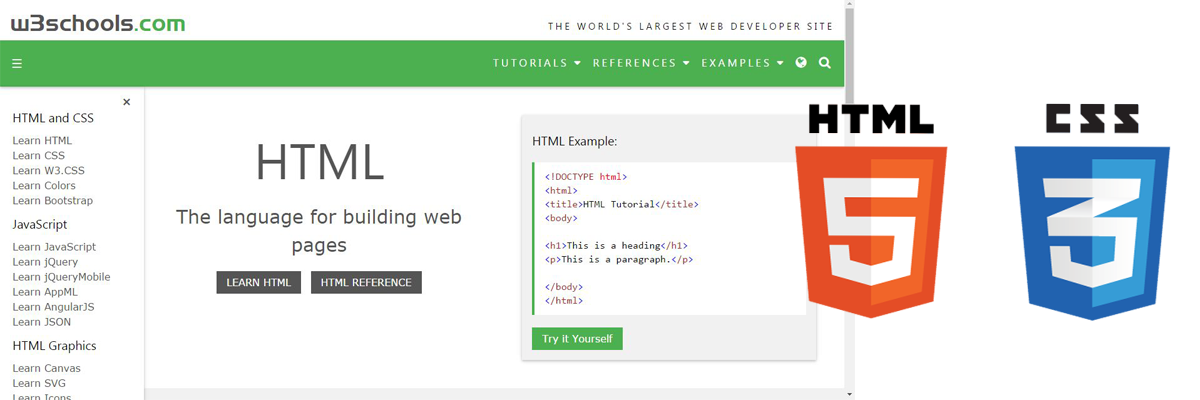 w3schools.com
THE WORLD'S LARGEST WEB DEVELOPER SITE
TUTORIALS
REFERENCES
EXAMPLES
×
HTML and CSS
Learn HTML
Learn CSS
Learn W3.CSS
Learn Colors
Learn Bootstrap
JavaScript
Learn JavaScript
Learn jQuery
Learn jQueryMobile
Learn AppML
Learn AngularJS
Learn JSON
HTML Graphics
Learn Canvas
Learn SVG
Learn Icons
HTML
The language for building web
pages
LEARN HTML
HTML REFERENCE
HTML Example:
<!DOCTYPE html>
<html>
<title>HTML Tutorial</title>
<body>
<h1>This is a heading</h1>
<p>This is a paragraph.</p>
</body>
</html>
Try it Yourself
HTML
5
CSS
3